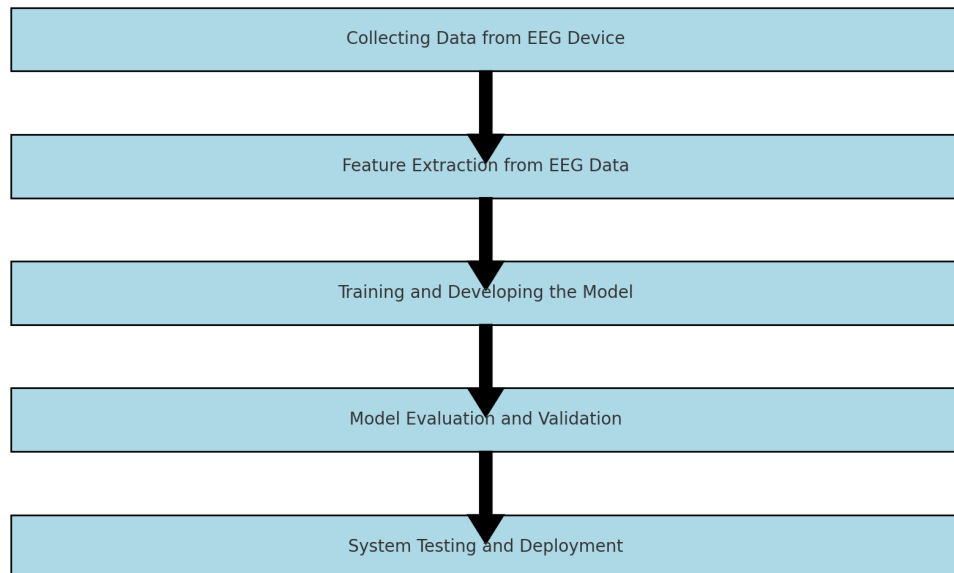 Collecting Data from EEG Device
Feature Extraction from EEG Data
Training and Developing the Model
Model Evaluation and Validation
System Testing and Deployment